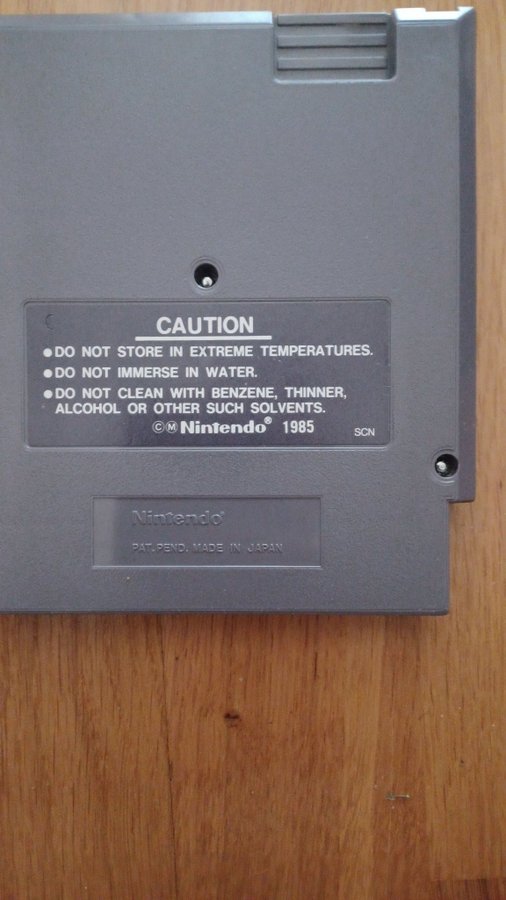 CAUTION
●DO NOT STORE IN EXTREME TEMPERATURES.
●DO NOT IMMERSE IN WATER.
●DO NOT CLEAN WITH BENZENE, THINNER,
ALCOHOL OR OTHER SUCH SOLVENTS.
©Ⓜ Nintendo® 1985
SCN
Nintendo®
PAT. PEND. MADE IN JAPAN